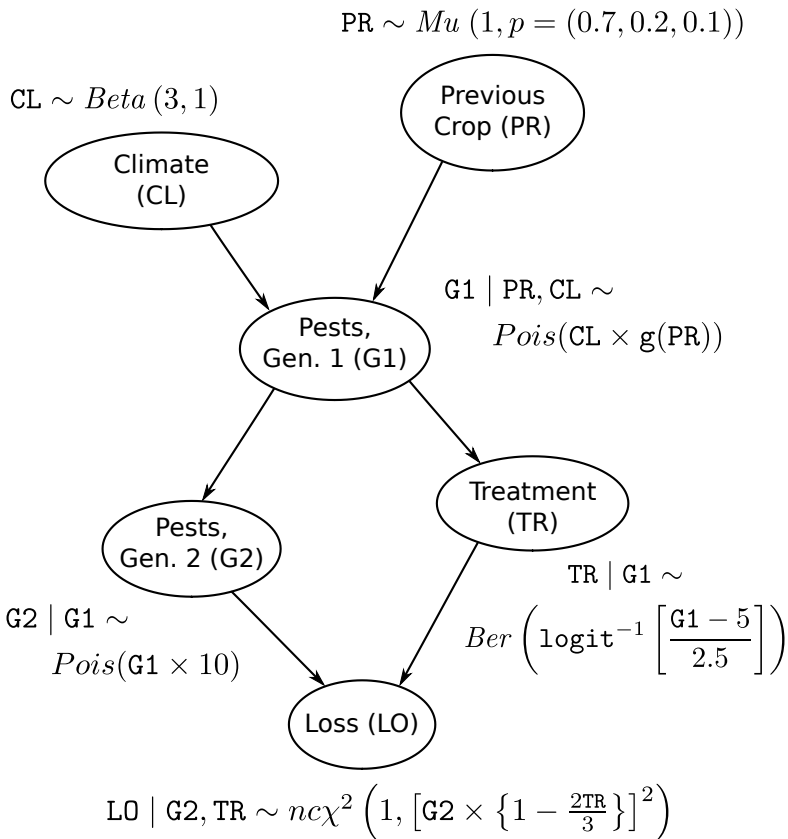 PR ∼ Mu (1, p = (0.7, 0.2, 0.1))
CL ∼ Beta (3, 1)
Previous
Crop (PR)
Climate
(CL)
G1 | PR, CL ∼
Pois(CL × g(PR))
Pests,
Gen. 1 (G1)
Treatment
(TR)
Pests,
Gen. 2 (G2)
TR | G1 ∼
Ber (logit⁻¹ [(G1 − 5)/2.5])
G2 | G1 ∼
Pois(G1 × 10)
Loss (LO)
LO | G2, TR ∼ ncχ² (1, [G2 × {1 − 2TR/3}]²)